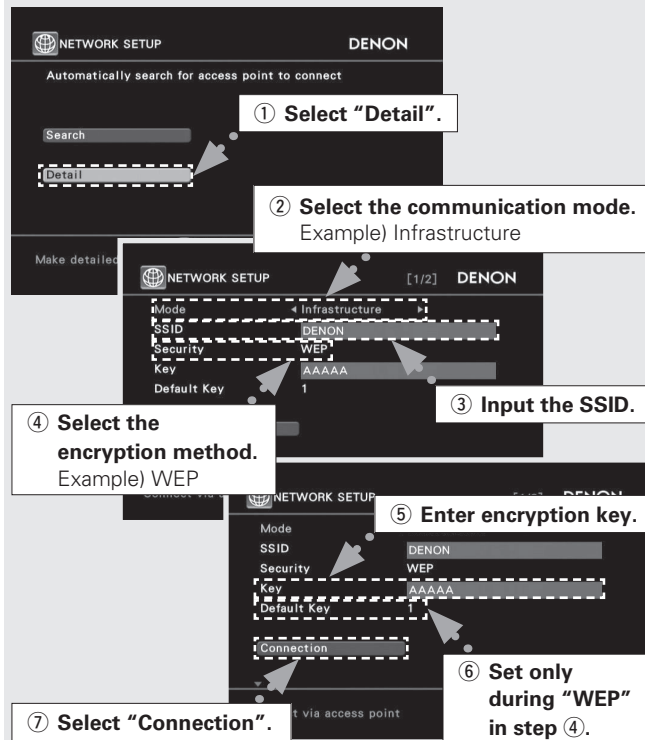 NETWORK SETUP DENON
Automatically search for access point to connect
① Select “Detail”.
Search
Detail
② Select the communication mode.
Example) Infrastructure
Make detailed
NETWORK SETUP [1/2] DENON
Mode Infrastructure
SSID DENON
Security WEP
Key AAAAA
Default Key 1
③ Input the SSID.
④ Select the
encryption method.
Example) WEP
NETWORK SETUP
⑤ Enter encryption key.
Mode
SSID DENON
Security WEP
Key AAAAA
Default Key 1
Connection
⑥ Set only
during “WEP”
in step ④.
⑦ Select “Connection”.
t via access point